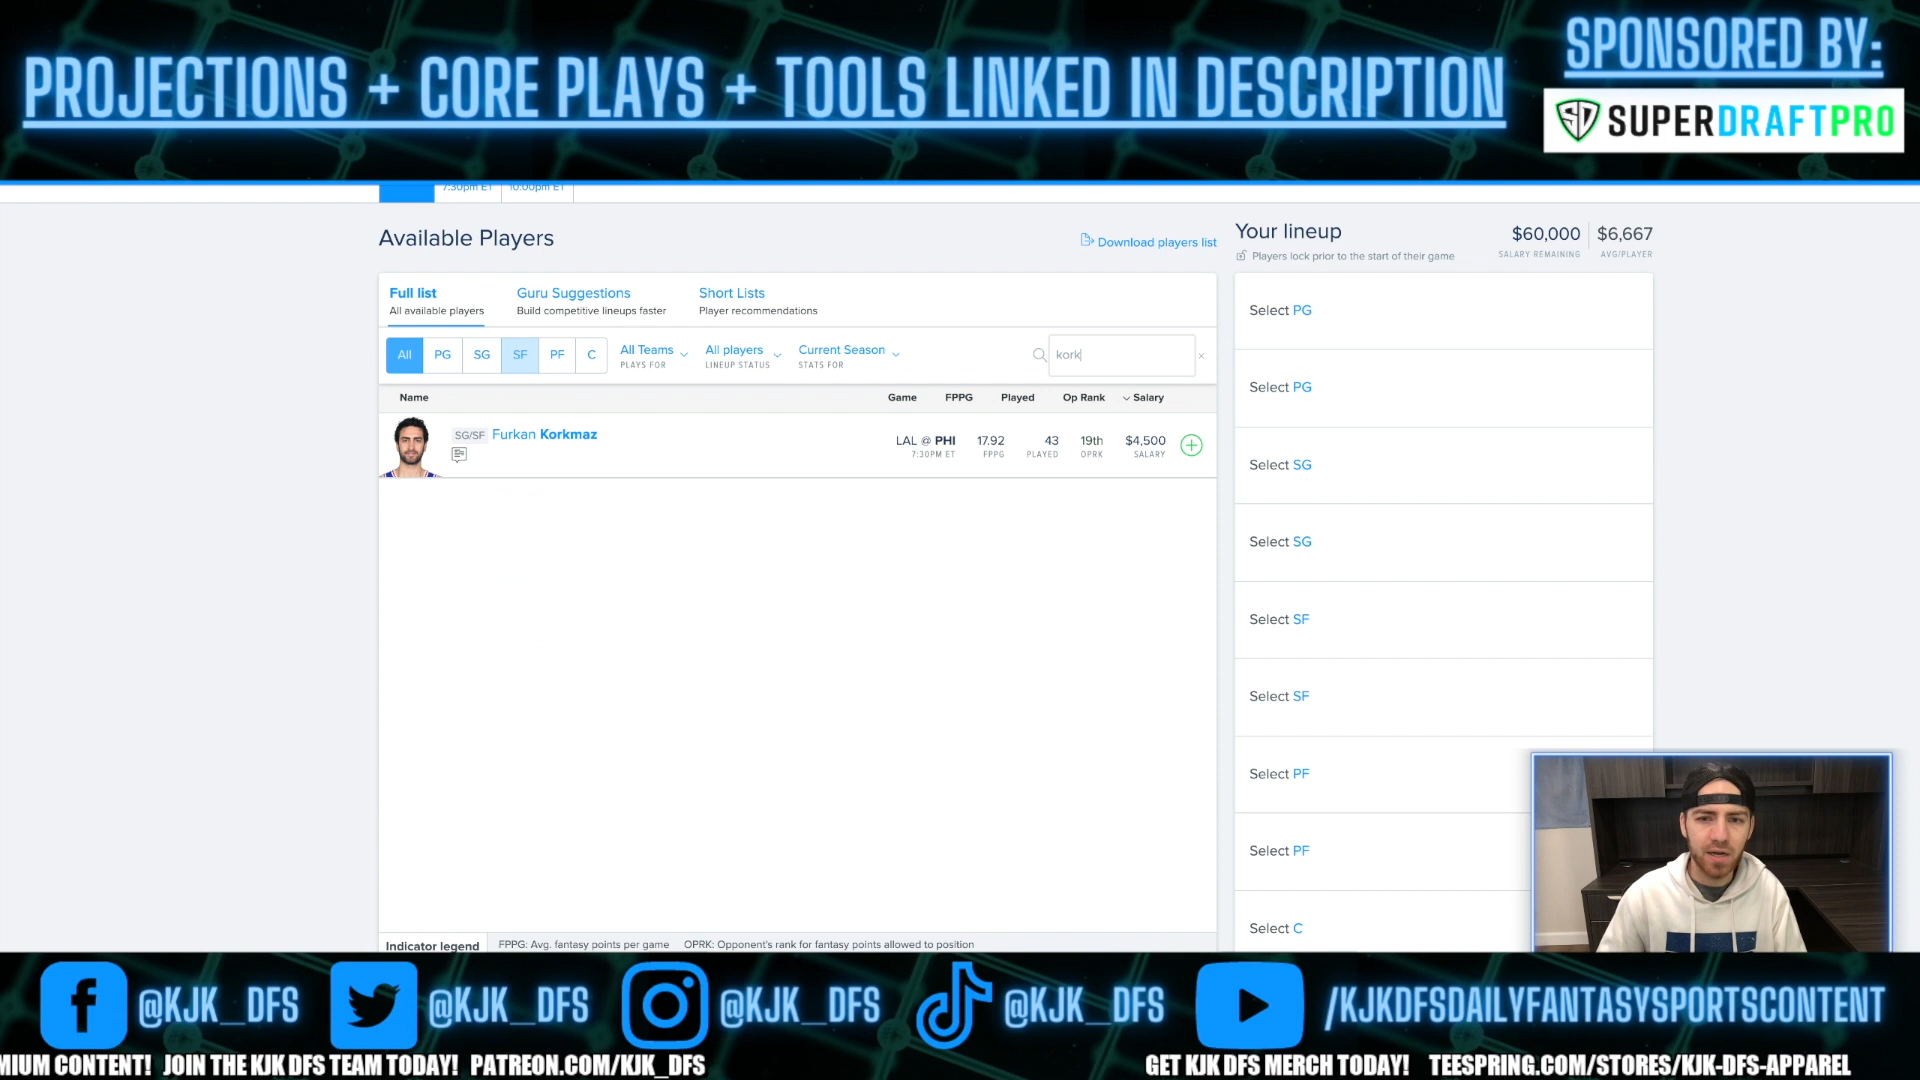 PROJECTIONS + CORE PLAYS + TOOLS LINKED IN DESCRIPTION
SPONSORED BY:
SD SUPERDRAFTPRO
7:30pm ET 10:00pm ET
Available Players
Download players list
Full list
All available players
Guru Suggestions
Build competitive lineups faster
Short Lists
Player recommendations
All PG SG SF PF C
All Teams
PLAYS FOR
All players
LINEUP STATUS
Current Season
STATS FOR
kork
×
Name Game FPPG Played Op Rank Salary
SG/SF Furkan Korkmaz
LAL @ PHI 17.92 43 19th $4,500
7:30PM ET FPPG PLAYED OPRK SALARY
Indicator legend FPPG: Avg. fantasy points per game OPRK: Opponent's rank for fantasy points allowed to position
Your lineup
Players lock prior to the start of their game
$60,000 $6,667
SALARY REMAINING AVG/PLAYER
Select PG
Select PG
Select SG
Select SG
Select SF
Select SF
Select PF
Select PF
Select C
@KJK_DFS @KJK_DFS @KJK_DFS @KJK_DFS /KJKDFSDAILYFANTASYSPORTSCONTENT
MIUM CONTENT! JOIN THE KJK DFS TEAM TODAY! PATREON.COM/KJK_DFS GET KJK DFS MERCH TODAY! TEESPRING.COM/STORES/KJK-DFS-APPAREL